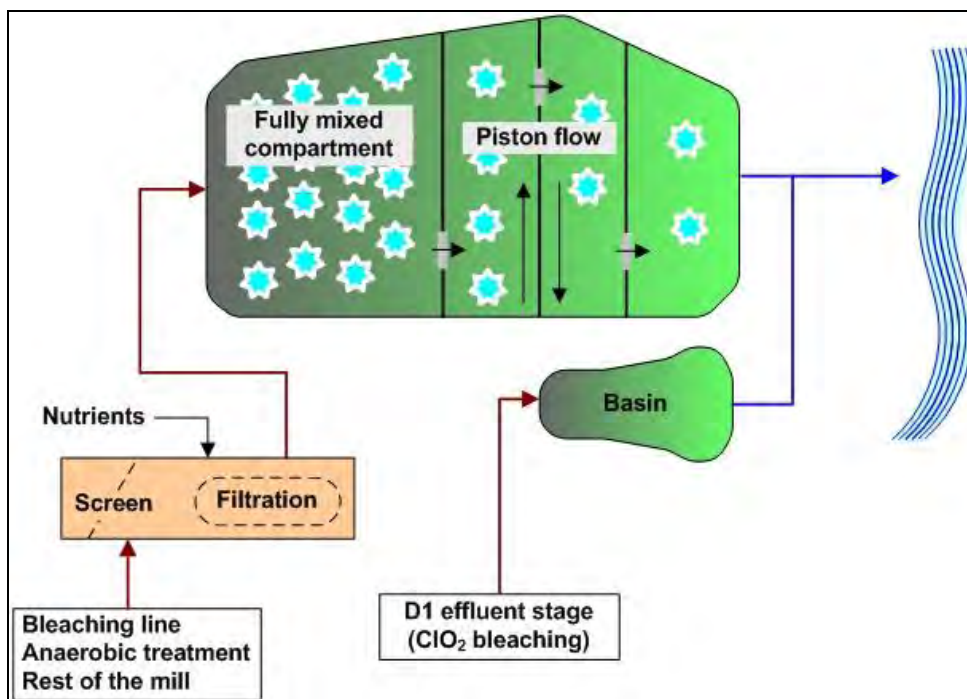 Fully mixed
compartment
Piston flow
Nutrients
Basin
Screen
Filtration
Bleaching line
Anaerobic treatment
Rest of the mill
D1 effluent stage
(ClO₂ bleaching)